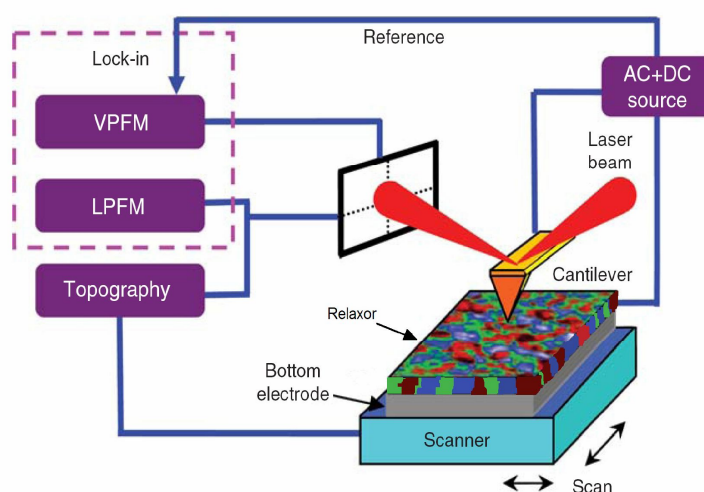 Reference
Lock-in
AC+DC
source
VPFM
Laser
beam
LPFM
Topography
Cantilever
Relaxor
Bottom
electrode
Scanner
Scan